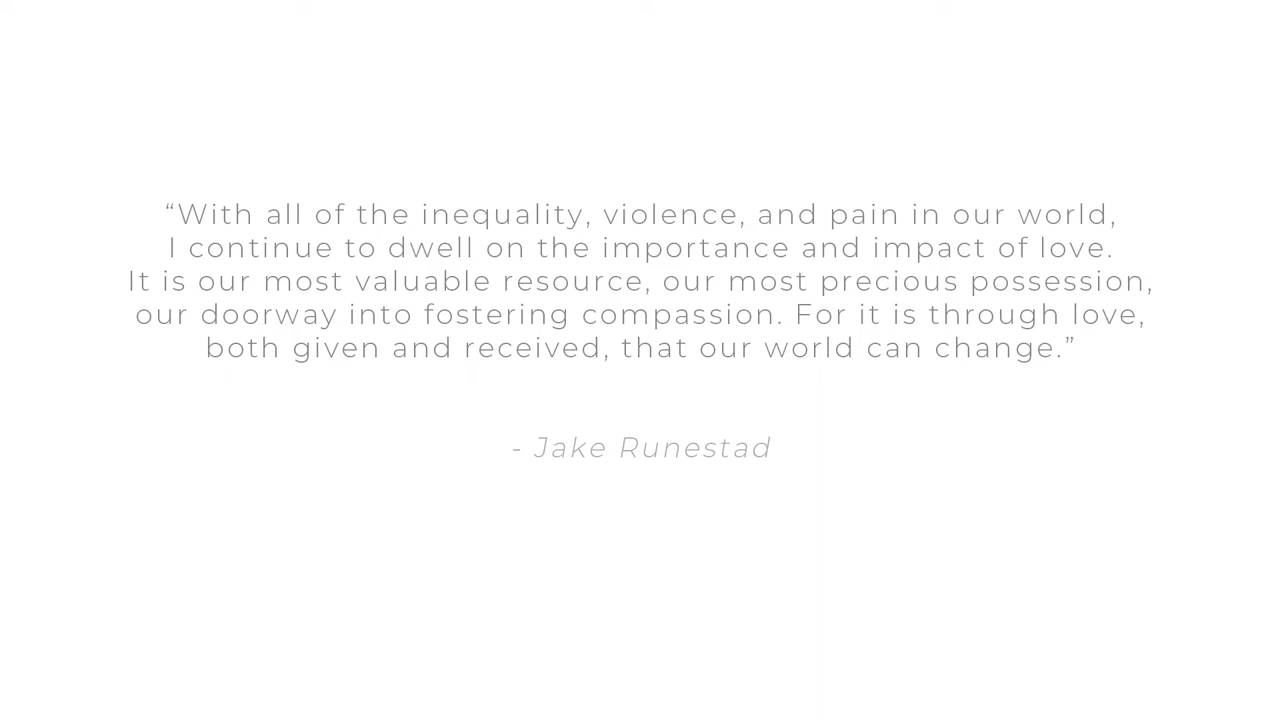 “With all of the inequality, violence, and pain in our world,
I continue to dwell on the importance and impact of love.
It is our most valuable resource, our most precious possession,
our doorway into fostering compassion. For it is through love,
both given and received, that our world can change.”
- Jake Runestad